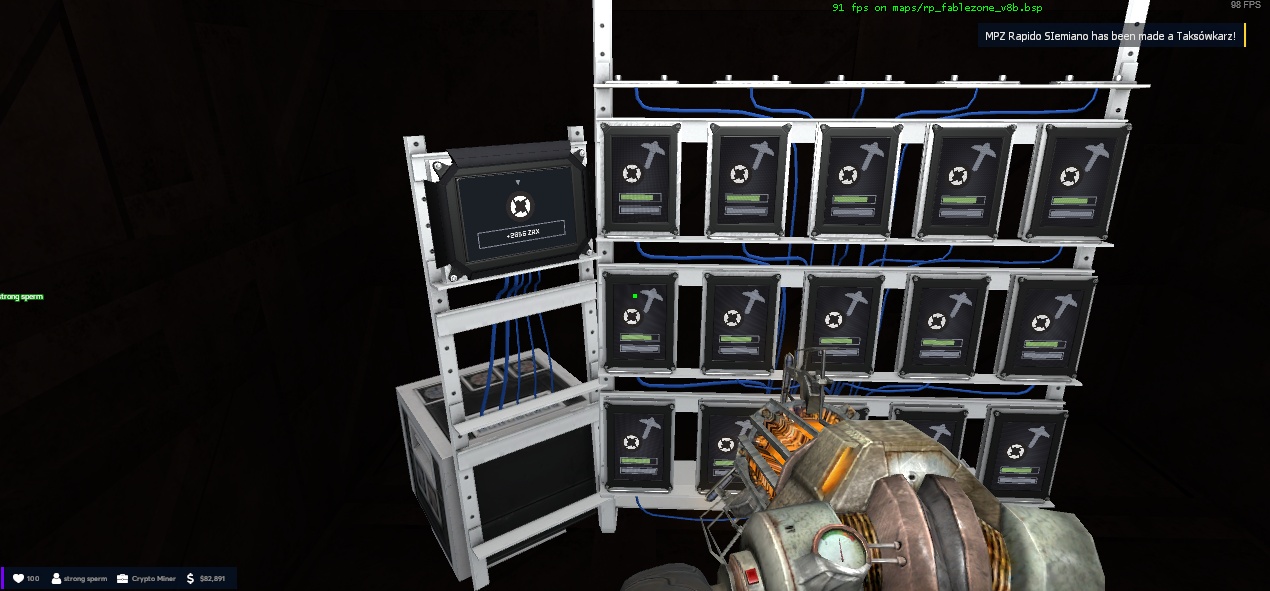 91 fps on maps/rp_fablezone_v8b.bsp
98 FPS
MPZ Rapido SIemiano has been made a Taksówkarz!
strong sperm
100
strong sperm
Crypto Miner
$82,891